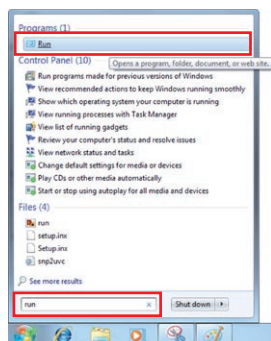 Programs (1)
Run
Control Panel (10)
Opens a program, folder, document, or web site.
Run programs made for previous versions of Windows
View recommended actions to keep Windows running smoothly
Show which operating system your computer is running
View running processes with Task Manager
View list of running gadgets
Review your computer's status and resolve issues
View network status and tasks
Change default settings for media or devices
Play CDs or other media automatically
Start or stop using autoplay for all media and devices
Files (4)
run
setup.inx
Setup.inx
snp2uvc
See more results
run
Shut down